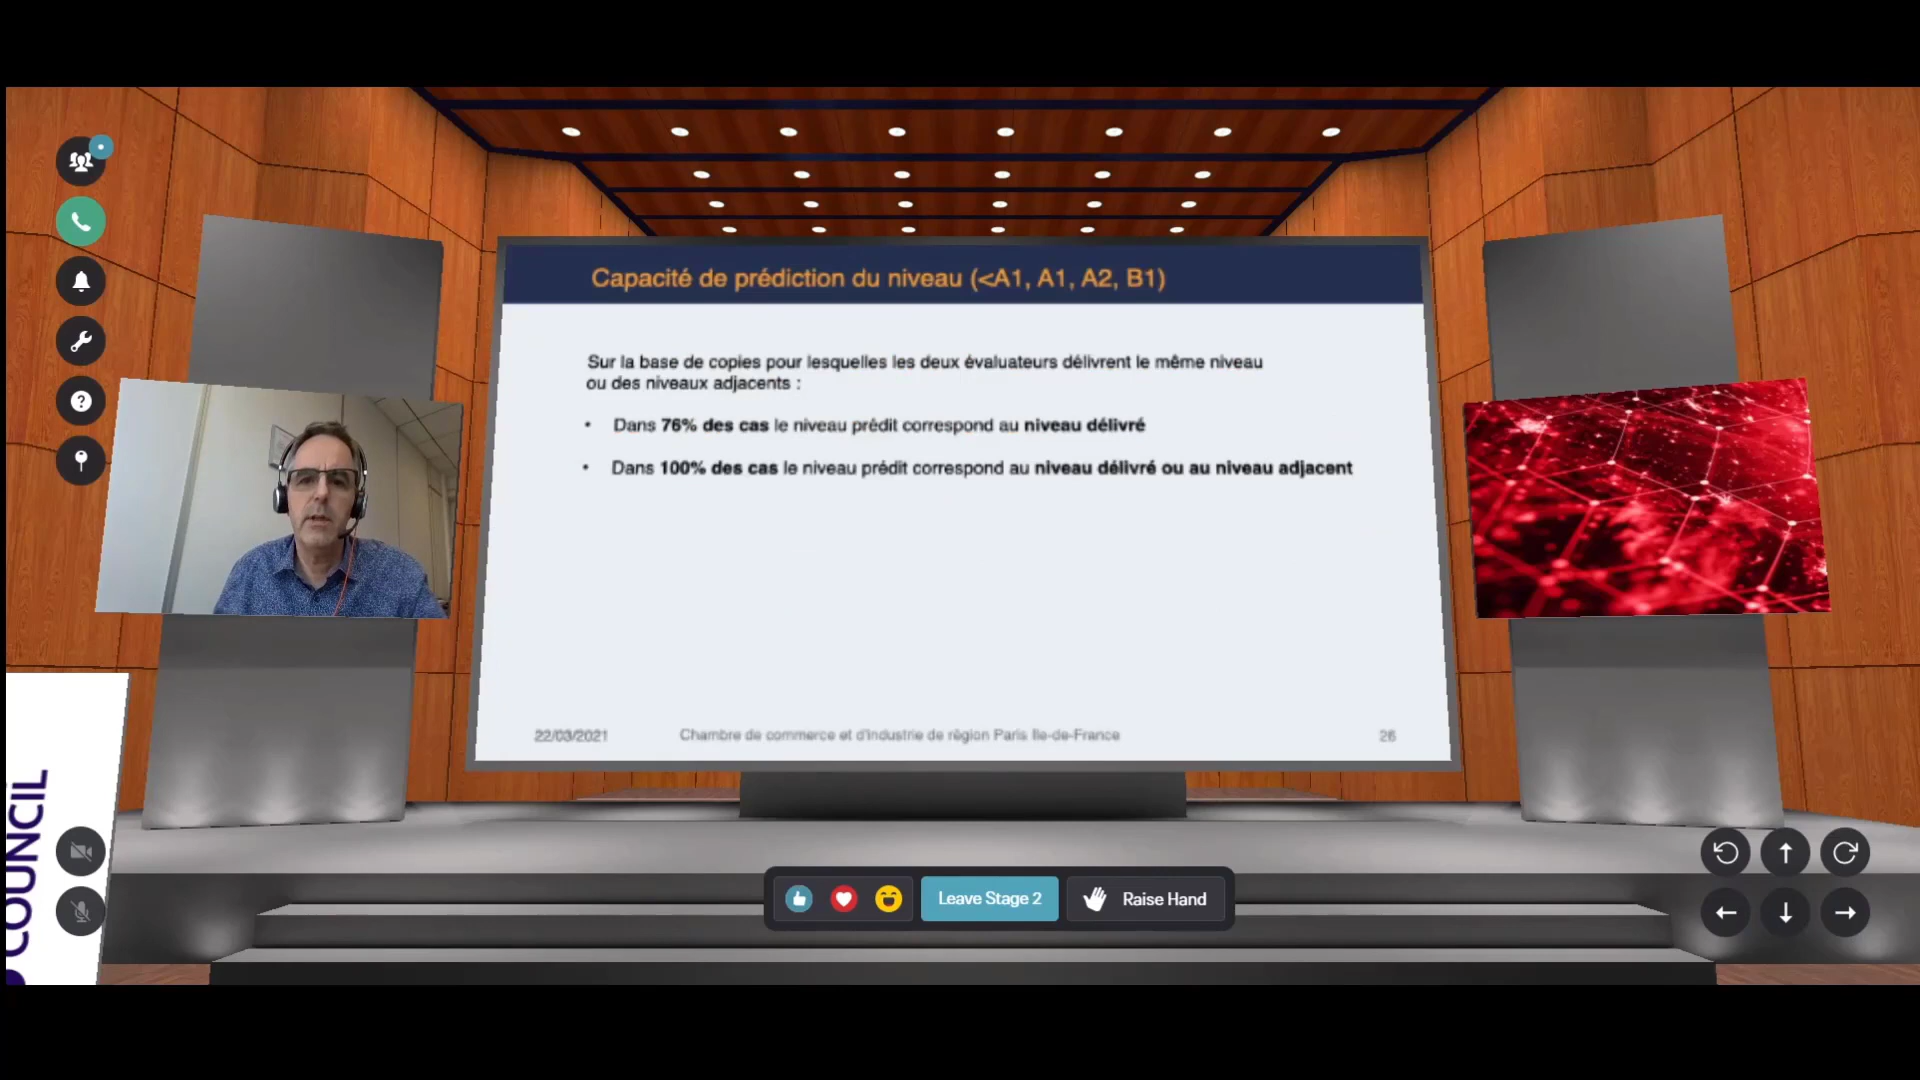 Capacité de prédiction du niveau (<A1, A1, A2, B1)
Sur la base de copies pour lesquelles les deux évaluateurs délivrent le même niveau
ou des niveaux adjacents :
• Dans 76% des cas le niveau prédit correspond au niveau délivré
• Dans 100% des cas le niveau prédit correspond au niveau délivré ou au niveau adjacent
22/03/2021 Chambre de commerce et d'industrie de région Paris Ile-de-France 26
COUNCIL
Leave Stage 2
Raise Hand